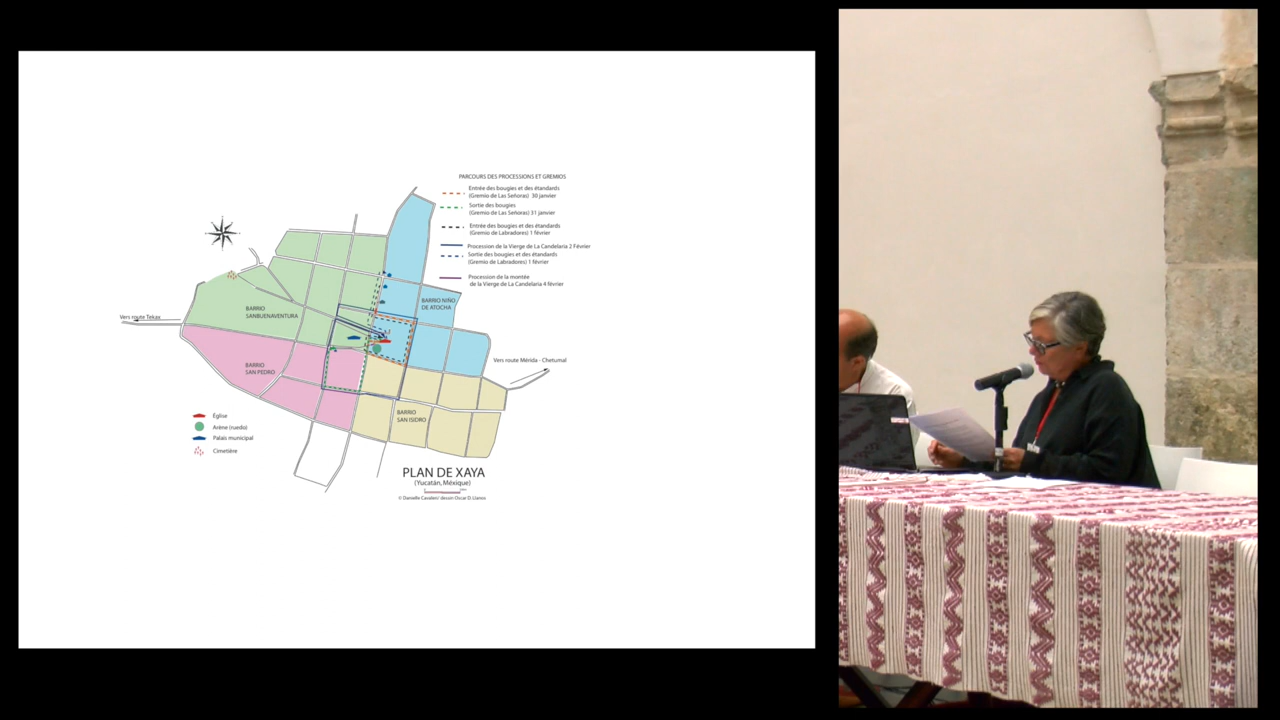 PARCOURS DES PROCESSIONS ET GREMIOS
Entrée des bougies et des étandards
(Gremio de Las Señoras) 30 janvier
Sortie des bougies
(Gremio de Las Señoras) 31 janvier
Entrée des bougies et des étandards
(Gremio de Labradores) 1 février
Procession de la Vierge de La Candelaria 2 Février
Sortie des bougies et des étandards
(Gremio de Labradores) 1 février
Procession de la montée
de la Vierge de La Candelaria 4 février
BARRIO NIÑO
DE ATOCHA
BARRIO
SANBUENAVENTURA
Vers route Tekax
BARRIO
SAN PEDRO
Vers route Mérida - Chetumal
BARRIO
SAN ISIDRO
Église
Arène (ruedo)
Palais municipal
Cimetière
PLAN DE XAYA
(Yucatán, Méxique)